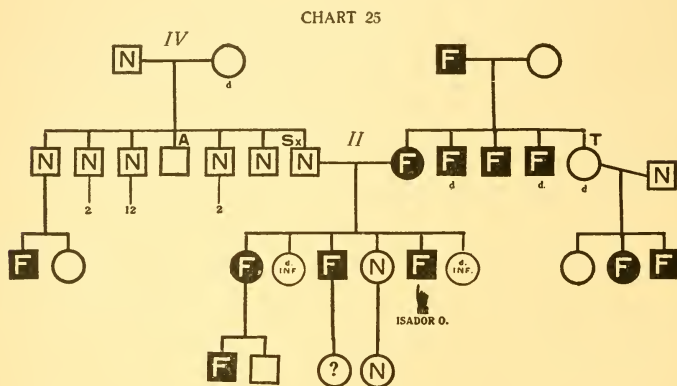 CHART 25
IV
N d F
A Sx II T
N N N N N N F F F F N
d d. d
2 12 2
F F d. INF. F N F d. INF. F F
ISADOR O.
F ? N